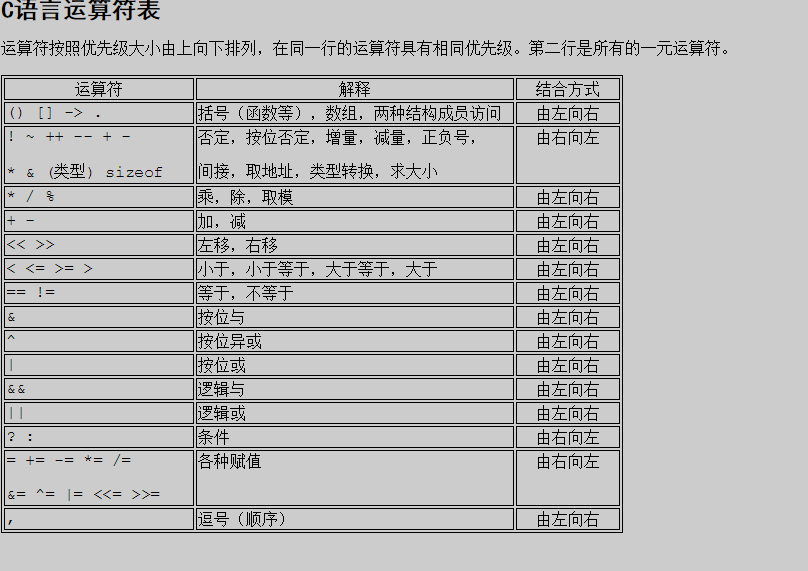 C语言运算符表
运算符按照优先级大小由上向下排列，在同一行的运算符具有相同优先级。第二行是所有的一元运算符。
运算符 解释 结合方式
() [] -> . 括号（函数等），数组，两种结构成员访问 由左向右
! ~ ++ -- + - 否定，按位否定，增量，减量，正负号， 由右向左
* & (类型) sizeof 间接，取地址，类型转换，求大小
* / % 乘，除，取模 由左向右
+ - 加，减 由左向右
<< >> 左移，右移 由左向右
< <= >= > 小于，小于等于，大于等于，大于 由左向右
== != 等于，不等于 由左向右
& 按位与 由左向右
^ 按位异或 由左向右
| 按位或 由左向右
&& 逻辑与 由左向右
|| 逻辑或 由左向右
? : 条件 由右向左
= += -= *= /= 各种赋值 由右向左
&= ^= |= <<= >>=
, 逗号（顺序） 由左向右